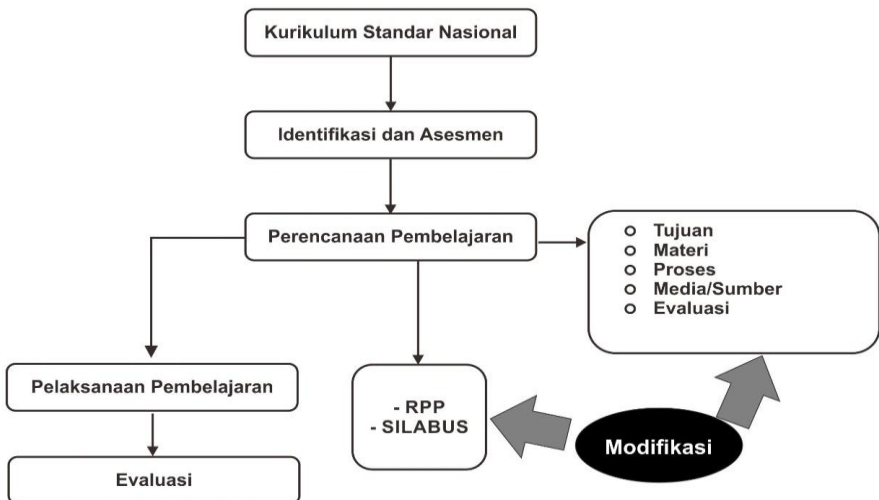 Kurikulum Standar Nasional
Identifikasi dan Asesmen
Perencanaan Pembelajaran
o Tujuan
o Materi
o Proses
o Media/Sumber
o Evaluasi
Pelaksanaan Pembelajaran
- RPP
- SILABUS
Modifikasi
Evaluasi